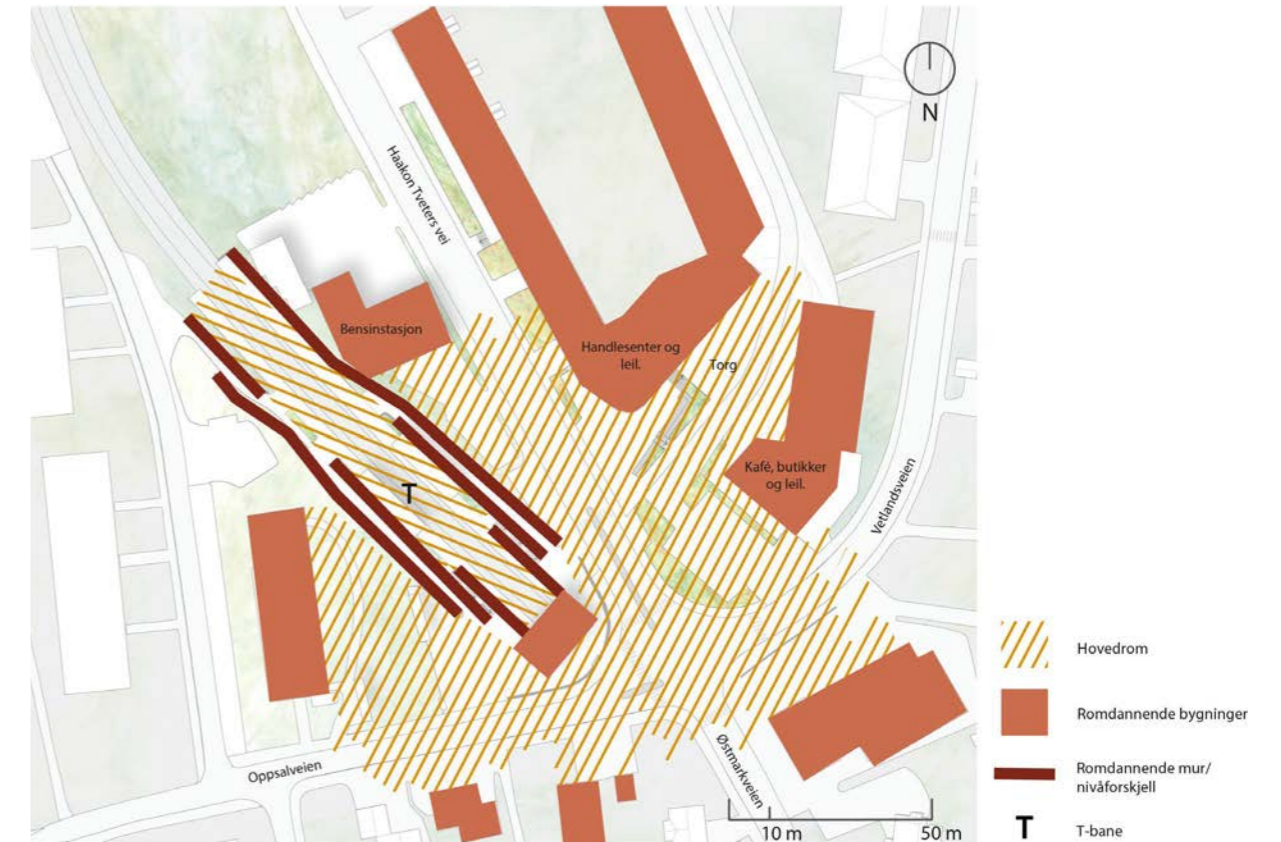 N
Haakon Tveters vei
Bensinstasjon
Handlesenter og
leil.
Torg
Kafé, butikker
og leil.
Vetlandsveien
T
Oppsalveien
Østmarkveien
10 m
50 m
Hovedrom
Romdannende bygninger
Romdannende mur/
nivåforskjell
T
T-bane